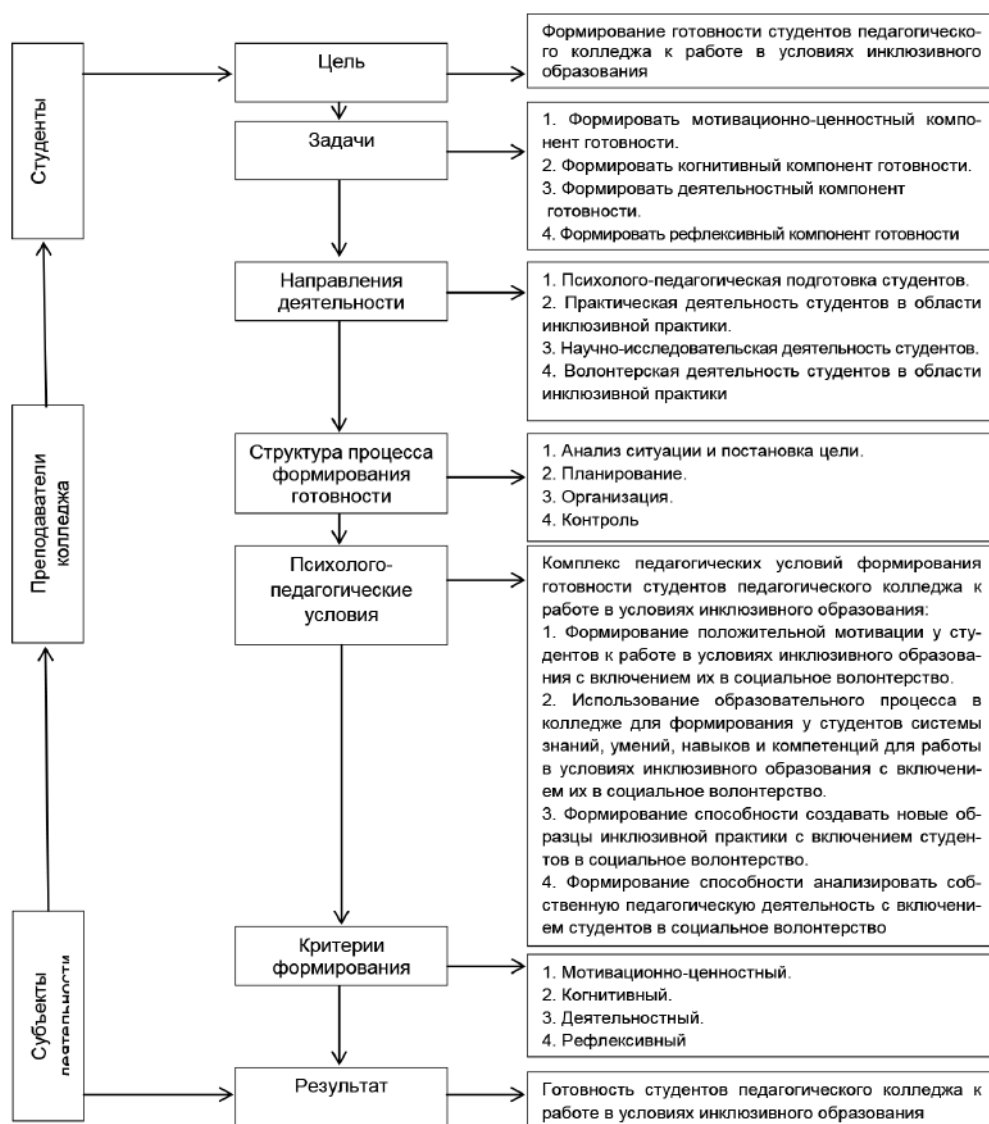 Студенты
Преподаватели
колледжа
Субъекты
деятельности
Цель
Формирование готовности студентов педагогическо-
го колледжа к работе в условиях инклюзивного
образования
Задачи
1. Формировать мотивационно-ценностный компо-
нент готовности.
2. Формировать когнитивный компонент готовности.
3. Формировать деятельностный компонент
готовности.
4. Формировать рефлексивный компонент готовности
Направления
деятельности
1. Психолого-педагогическая подготовка студентов.
2. Практическая деятельность студентов в области
инклюзивной практики.
3. Научно-исследовательская деятельность студентов.
4. Волонтерская деятельность студентов в области
инклюзивной практики
Структура процесса
формирования
готовности
1. Анализ ситуации и постановка цели.
2. Планирование.
3. Организация.
4. Контроль
Психолого-
педагогические
условия
Комплекс педагогических условий формирования
готовности студентов педагогического колледжа к
работе в условиях инклюзивного образования:
1. Формирование положительной мотивации у сту-
дентов к работе в условиях инклюзивного образова-
ния с включением их в социальное волонтерство.
2. Использование образовательного процесса в
колледже для формирования у студентов системы
знаний, умений, навыков и компетенций для работы
в условиях инклюзивного образования с включени-
ем их в социальное волонтерство.
3. Формирование способности создавать новые об-
разцы инклюзивной практики с включением студен-
тов в социальное волонтерство.
4. Формирование способности анализировать соб-
ственную педагогическую деятельность с включени-
ем студентов в социальное волонтерство
Критерии
формирования
1. Мотивационно-ценностный.
2. Когнитивный.
3. Деятельностный.
4. Рефлексивный
Результат
Готовность студентов педагогического колледжа к
работе в условиях инклюзивного образования